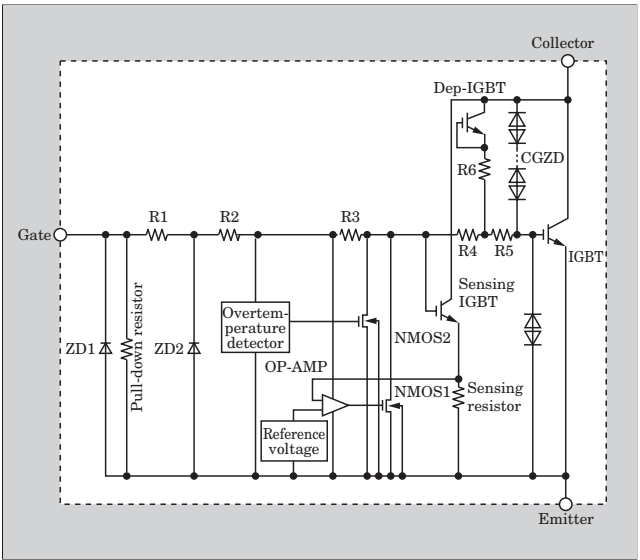 Collector
Dep-IGBT
CGZD
R6
R1
R2
R3
Gate
R4
R5
IGBT
Sensing
IGBT
Overtem-
perature
detector
NMOS2
ZD1
Pull-down resistor
ZD2
OP-AMP
NMOS1
Sensing
resistor
Reference
voltage
Emitter